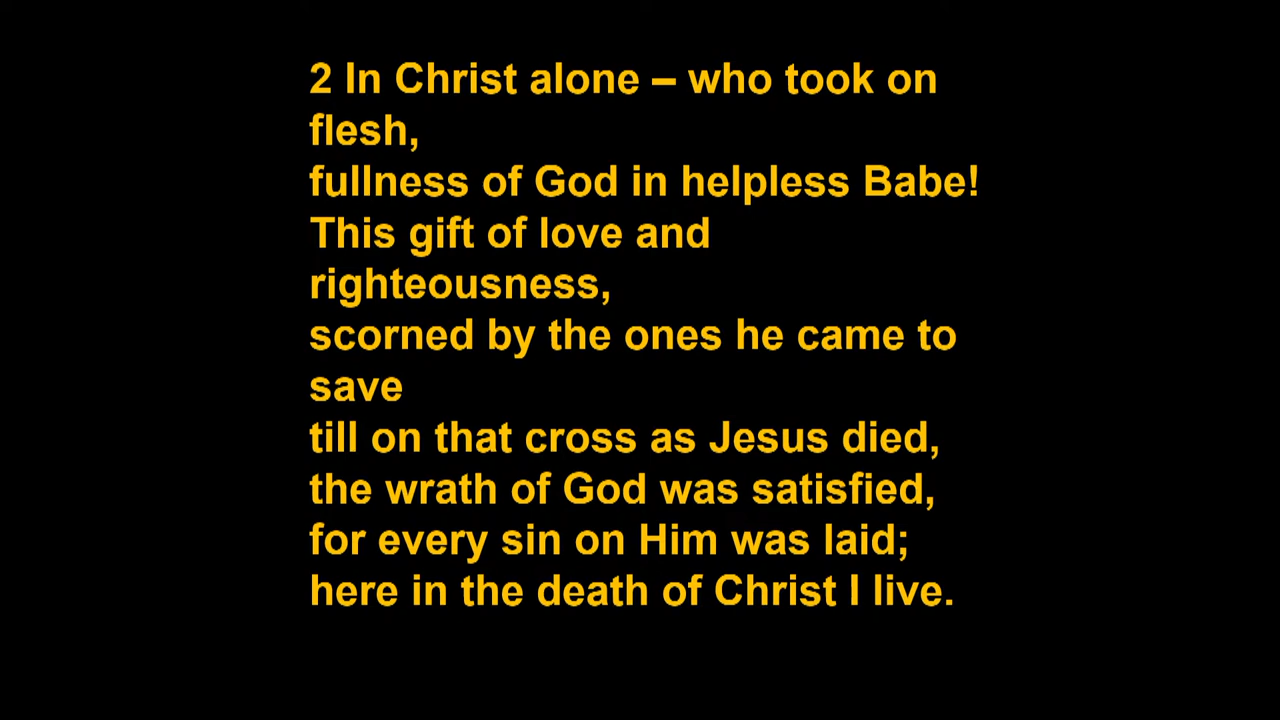 2 In Christ alone – who took on
flesh,
fullness of God in helpless Babe!
This gift of love and
righteousness,
scorned by the ones he came to
save
till on that cross as Jesus died,
the wrath of God was satisfied,
for every sin on Him was laid;
here in the death of Christ I live.